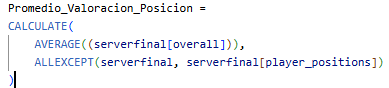 Promedio_Valoracion_Posicion =
CALCULATE(
    AVERAGE((serverfinal[overall])),
    ALLEXCEPT(serverfinal, serverfinal[player_positions])
)